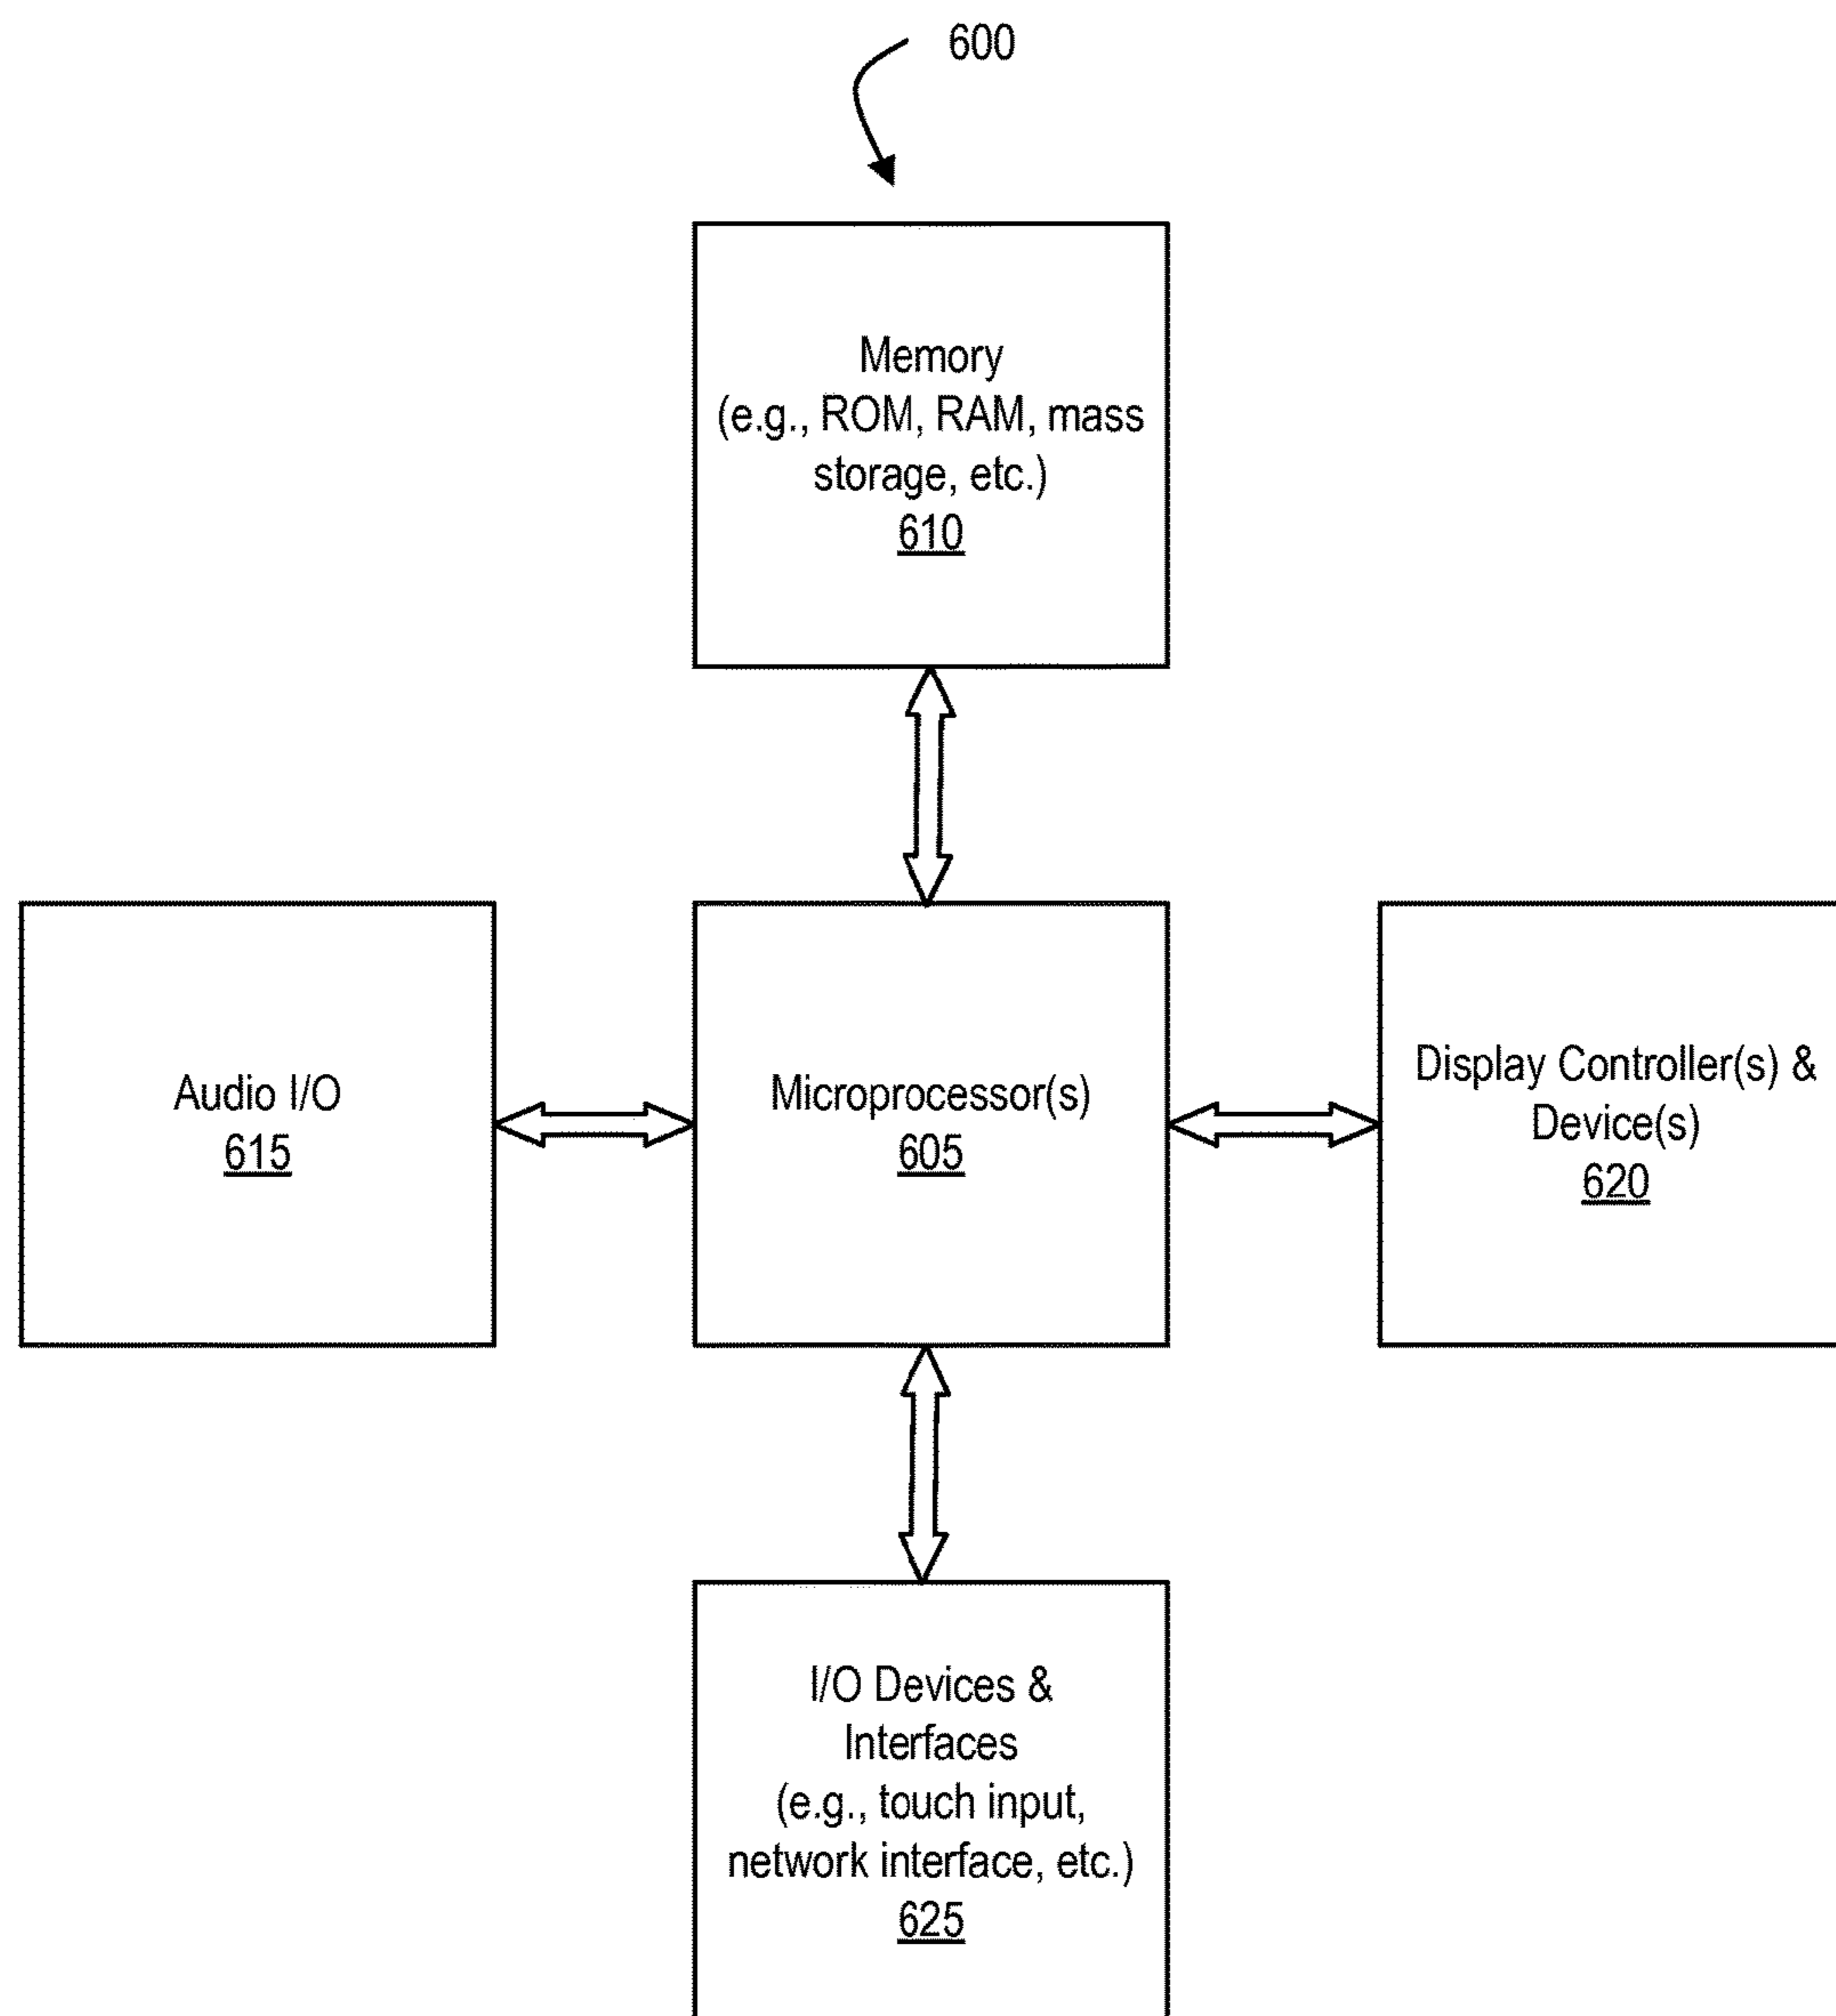 600
Memory
(e.g., ROM, RAM, mass
storage, etc.)
610
Audio I/O
615
Microprocessor(s)
605
Display Controller(s) &
Device(s)
620
I/O Devices &
Interfaces
(e.g., touch input,
network interface, etc.)
625